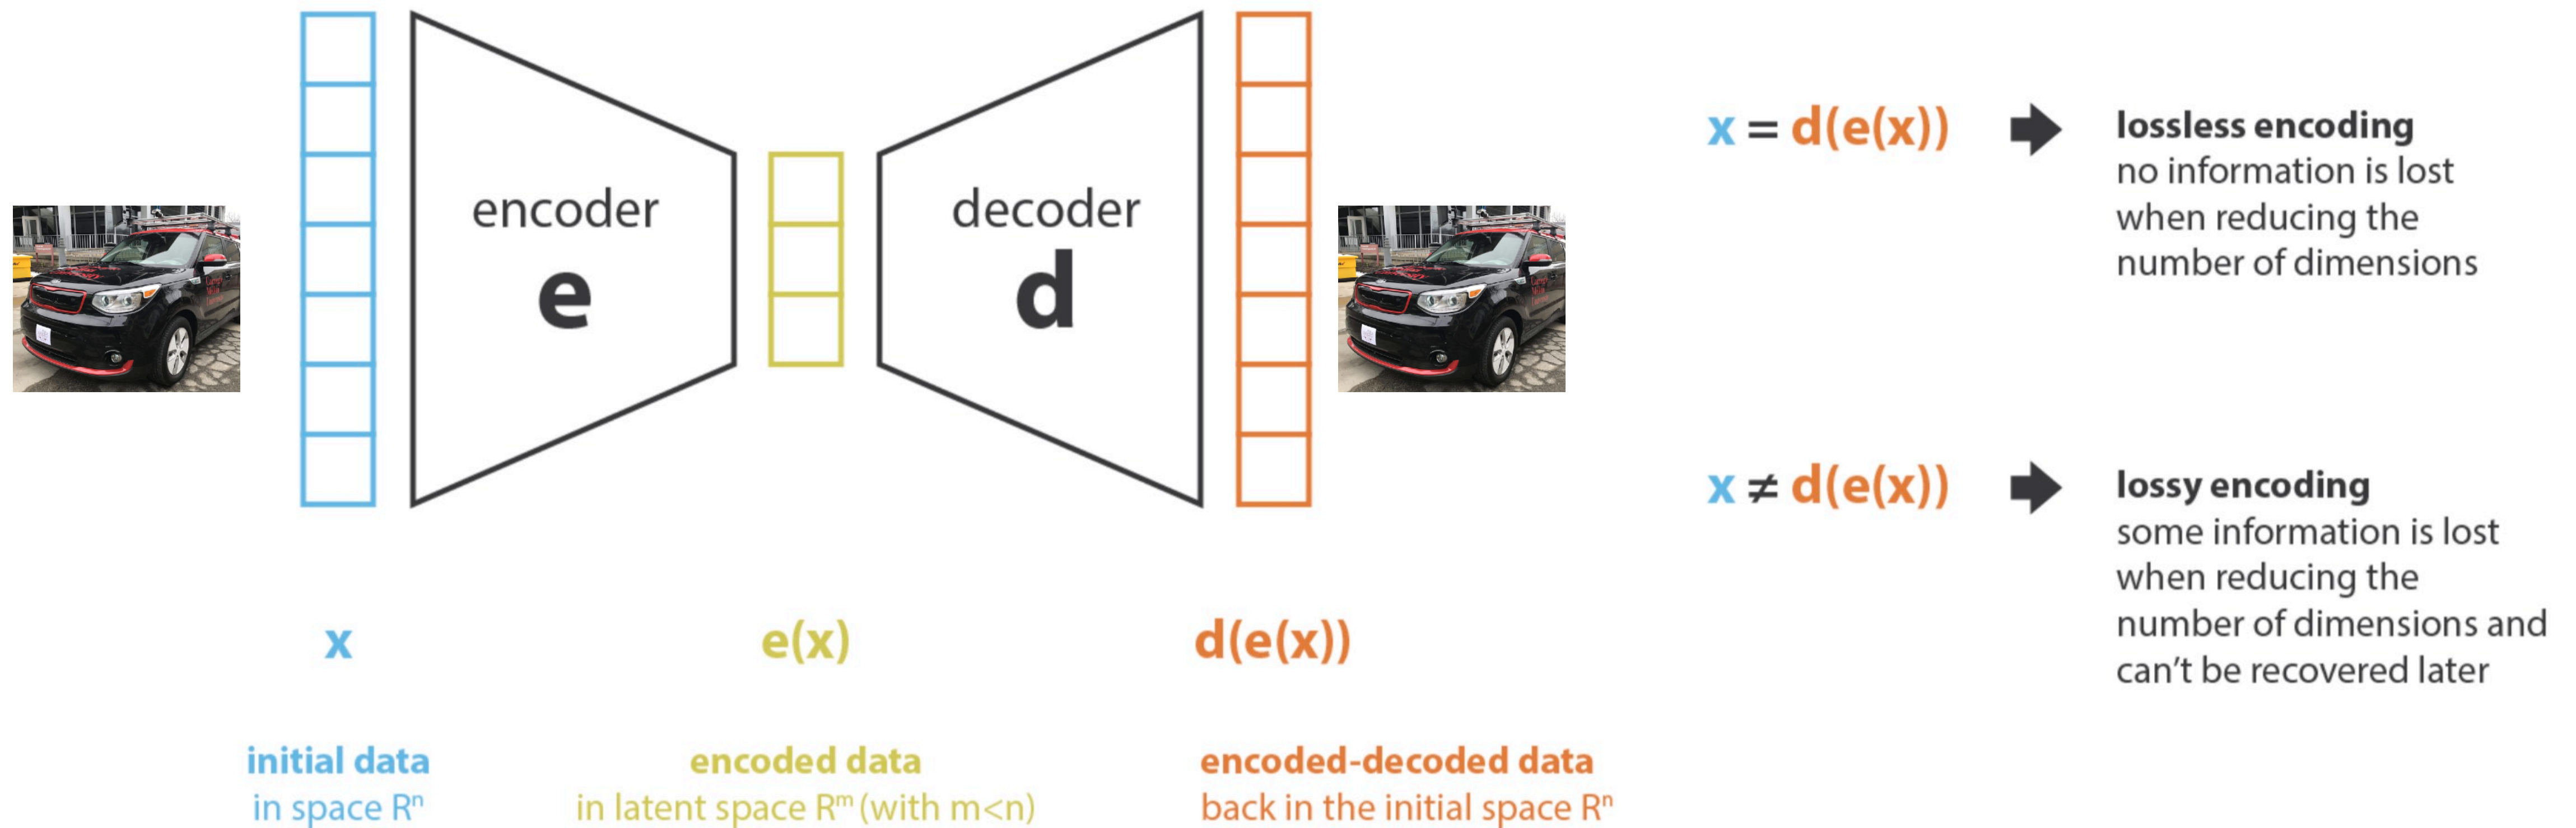 encoder
e
decoder
d
x = d(e(x))
lossless encoding
no information is lost
when reducing the
number of dimensions
x ≠ d(e(x))
lossy encoding
some information is lost
when reducing the
number of dimensions and
can't be recovered later
x
e(x)
d(e(x))
initial data
in space Rⁿ
encoded data
in latent space Rᵐ (with m<n)
encoded-decoded data
back in the initial space Rⁿ